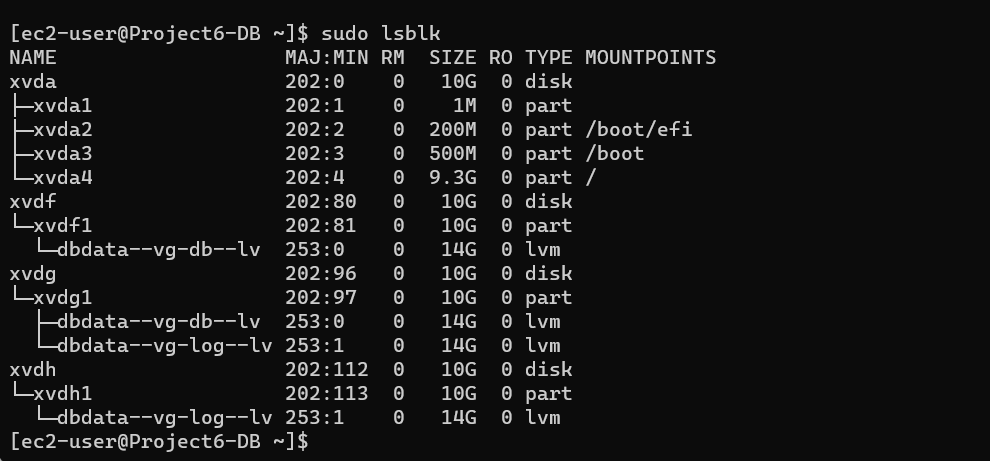 [ec2-user@Project6-DB ~]$ sudo lsblk
NAME                   MAJ:MIN RM  SIZE RO TYPE MOUNTPOINTS
xvda                   202:0    0   10G  0 disk
├─xvda1                202:1    0    1M  0 part
├─xvda2                202:2    0  200M  0 part /boot/efi
├─xvda3                202:3    0  500M  0 part /boot
└─xvda4                202:4    0  9.3G  0 part /
xvdf                   202:80   0   10G  0 disk
└─xvdf1                202:81   0   10G  0 part
  └─dbdata--vg-db--lv  253:0    0   14G  0 lvm
xvdg                   202:96   0   10G  0 disk
└─xvdg1                202:97   0   10G  0 part
  ├─dbdata--vg-db--lv  253:0    0   14G  0 lvm
  └─dbdata--vg-log--lv 253:1    0   14G  0 lvm
xvdh                   202:112  0   10G  0 disk
└─xvdh1                202:113  0   10G  0 part
  └─dbdata--vg-log--lv 253:1    0   14G  0 lvm
[ec2-user@Project6-DB ~]$